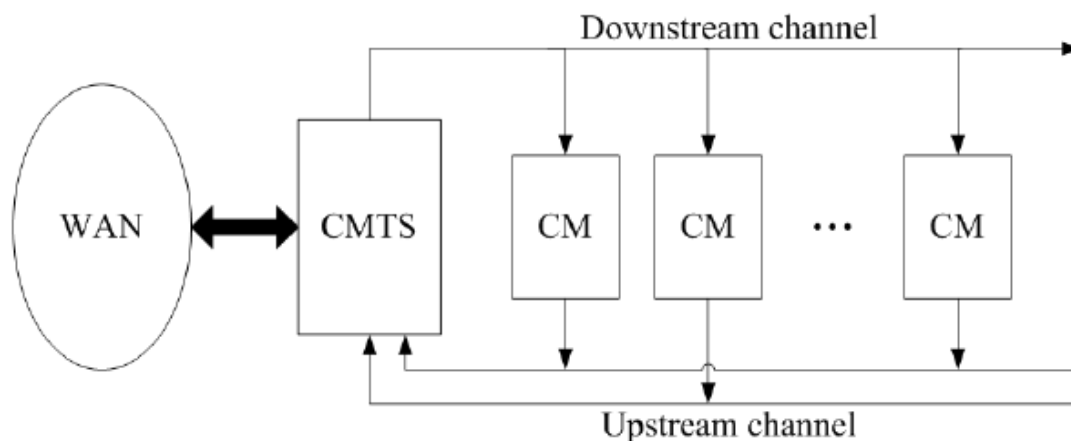 Downstream channel
WAN
CMTS
CM
CM
...
CM
Upstream channel